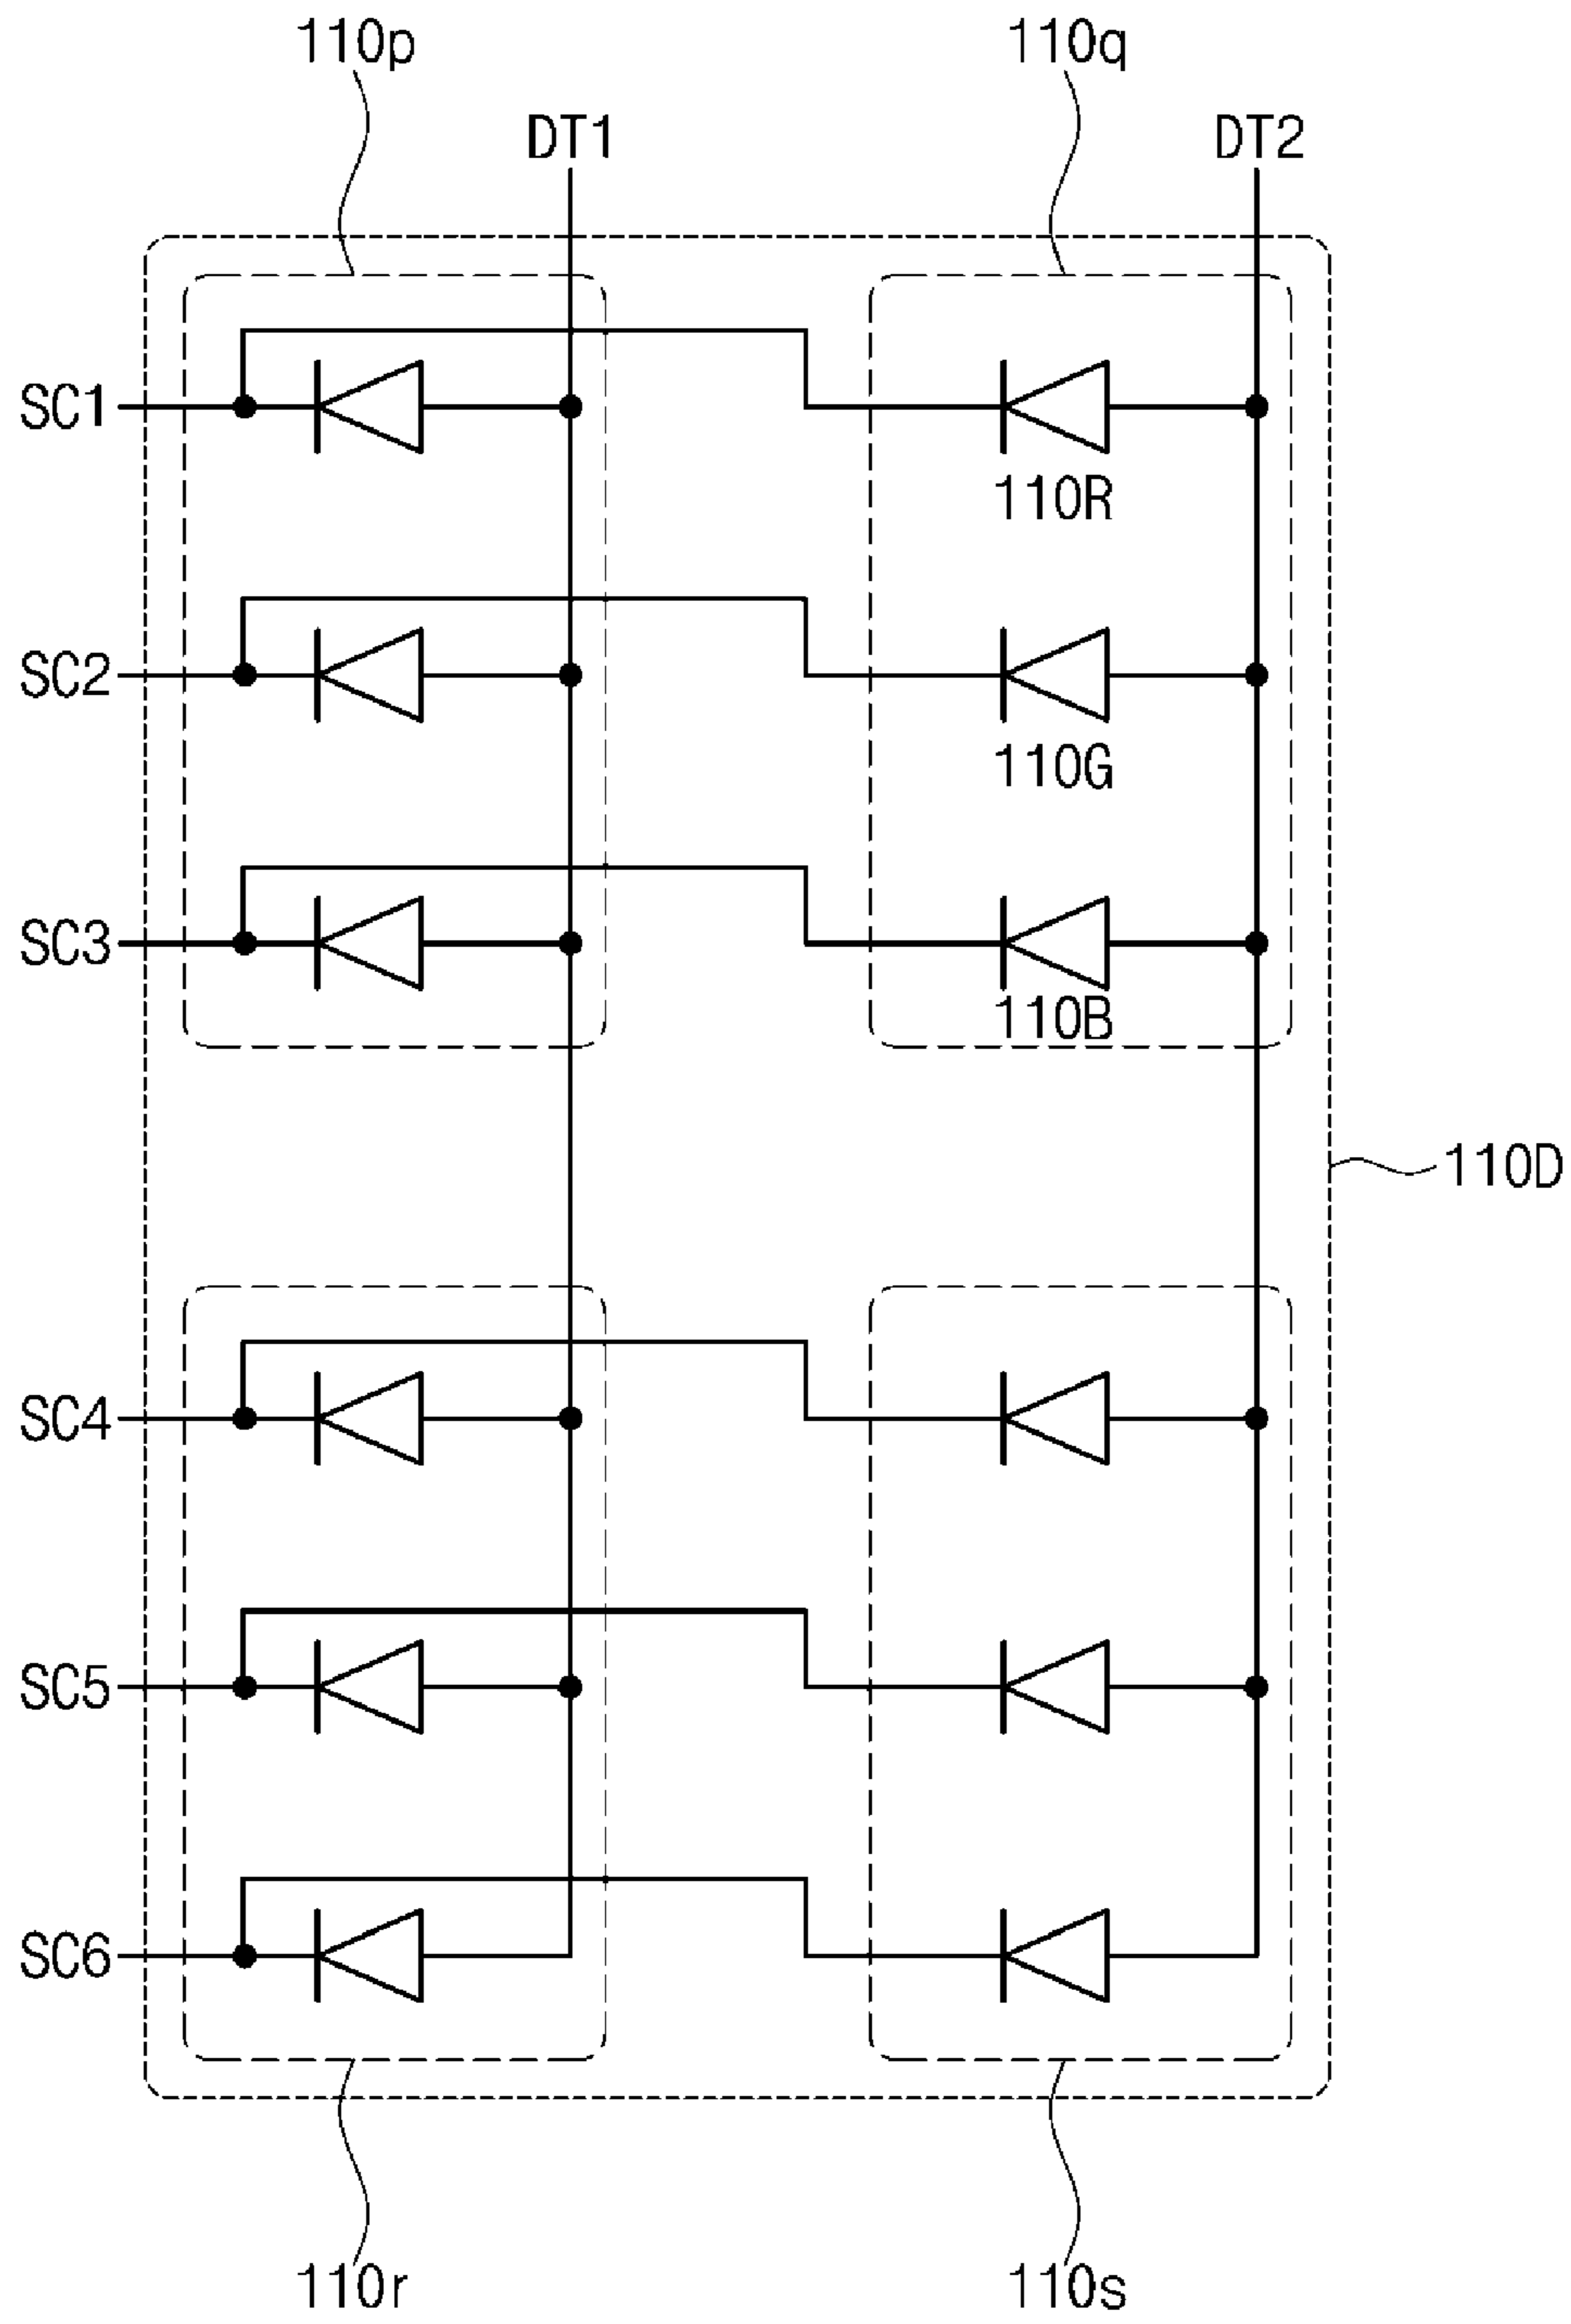 110p
110q
DT1
DT2
SC1
110R
SC2
110G
SC3
110B
110D
SC4
SC5
SC6
110r
110s